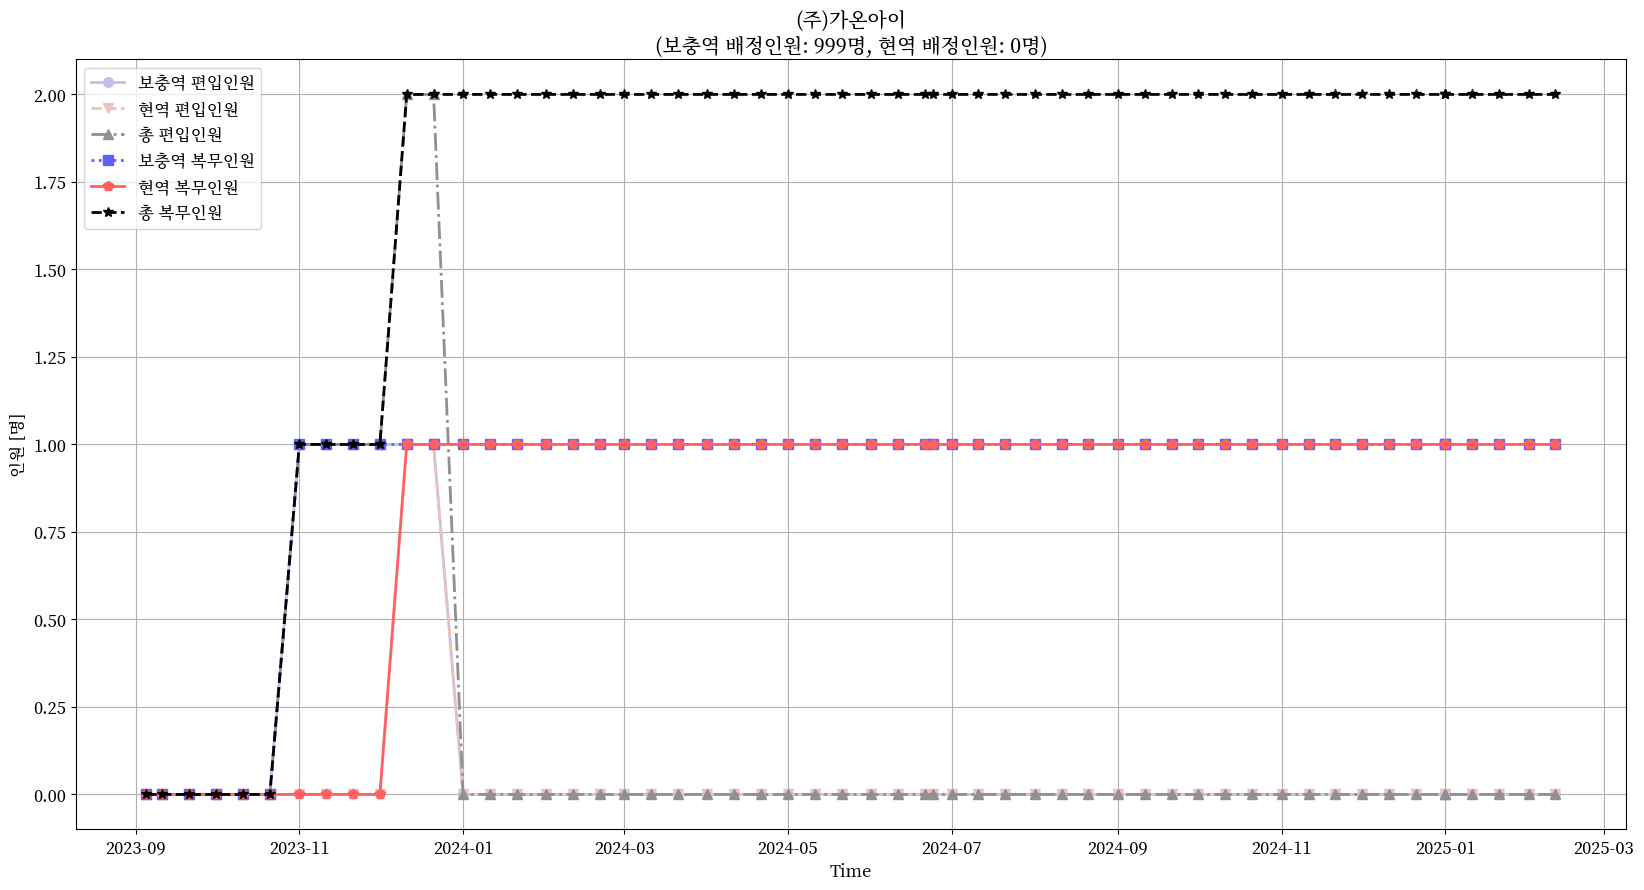 (주)가온아이
(보충역 배정인원: 999명, 현역 배정인원: 0명)
보충역 편입인원
현역 편입인원
총 편입인원
보충역 복무인원
현역 복무인원
총 복무인원
인원 [명]
2.00
1.75
1.50
1.25
1.00
0.75
0.50
0.25
0.00
2023-09 2023-11 2024-01 2024-03 2024-05 2024-07 2024-09 2024-11 2025-01 2025-03
Time